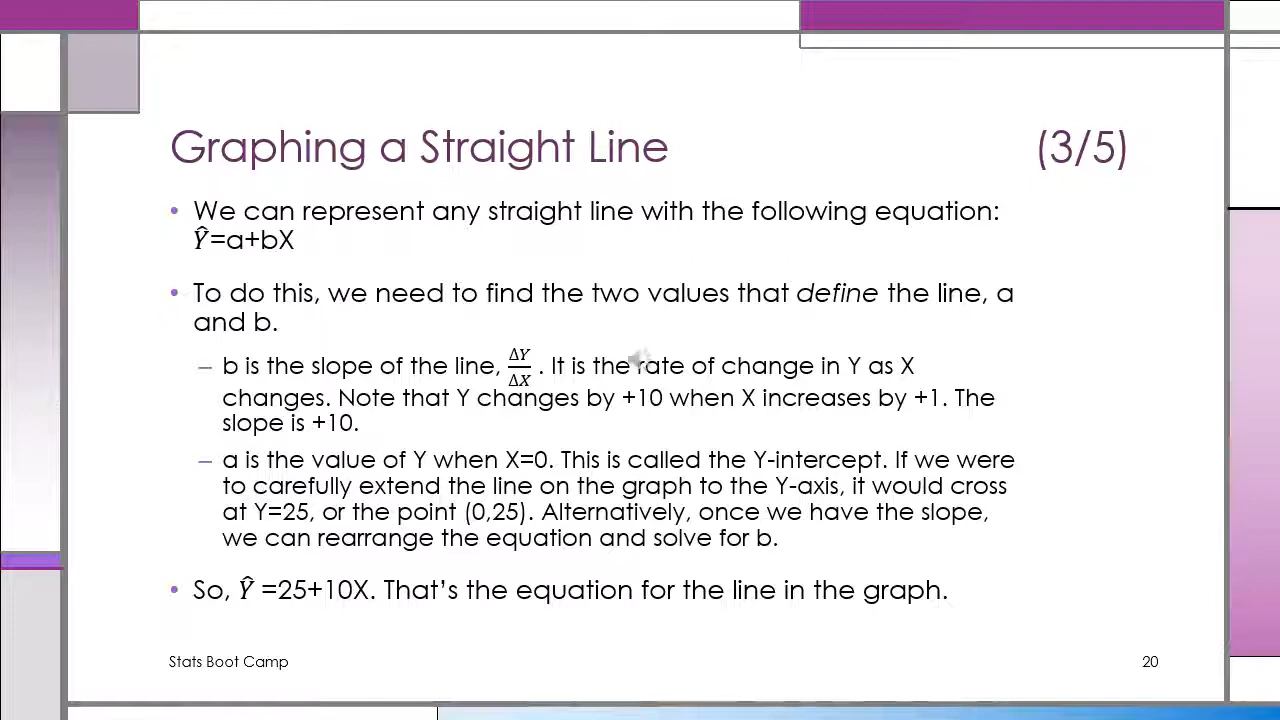 Graphing a Straight Line (3/5)
• We can represent any straight line with the following equation:
Ŷ=a+bX
• To do this, we need to find the two values that define the line, a
and b.
– b is the slope of the line, ΔY/ΔX . It is the rate of change in Y as X
changes. Note that Y changes by +10 when X increases by +1. The
slope is +10.
– a is the value of Y when X=0. This is called the Y-intercept. If we were
to carefully extend the line on the graph to the Y-axis, it would cross
at Y=25, or the point (0,25). Alternatively, once we have the slope,
we can rearrange the equation and solve for b.
• So, Ŷ =25+10X. That’s the equation for the line in the graph.
Stats Boot Camp 20